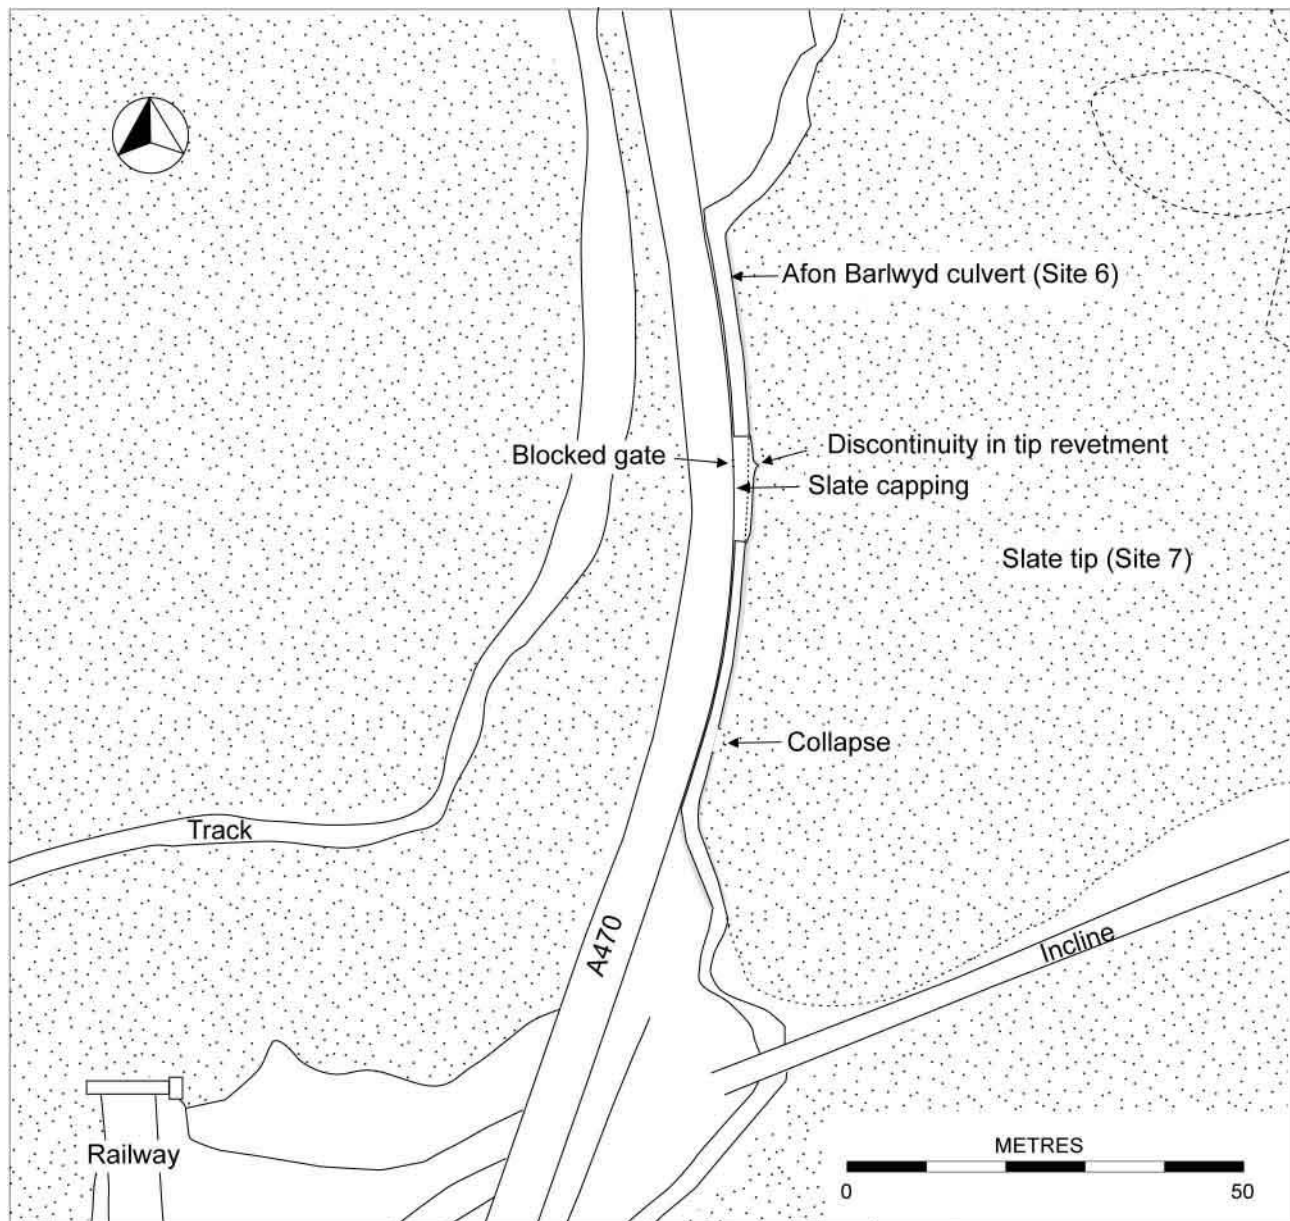 Afon Barlwyd culvert (Site 6)
Discontinuity in tip revetment
Blocked gate
Slate capping
Slate tip (Site 7)
Collapse
Track
A470
Incline
METRES
Railway
0
50